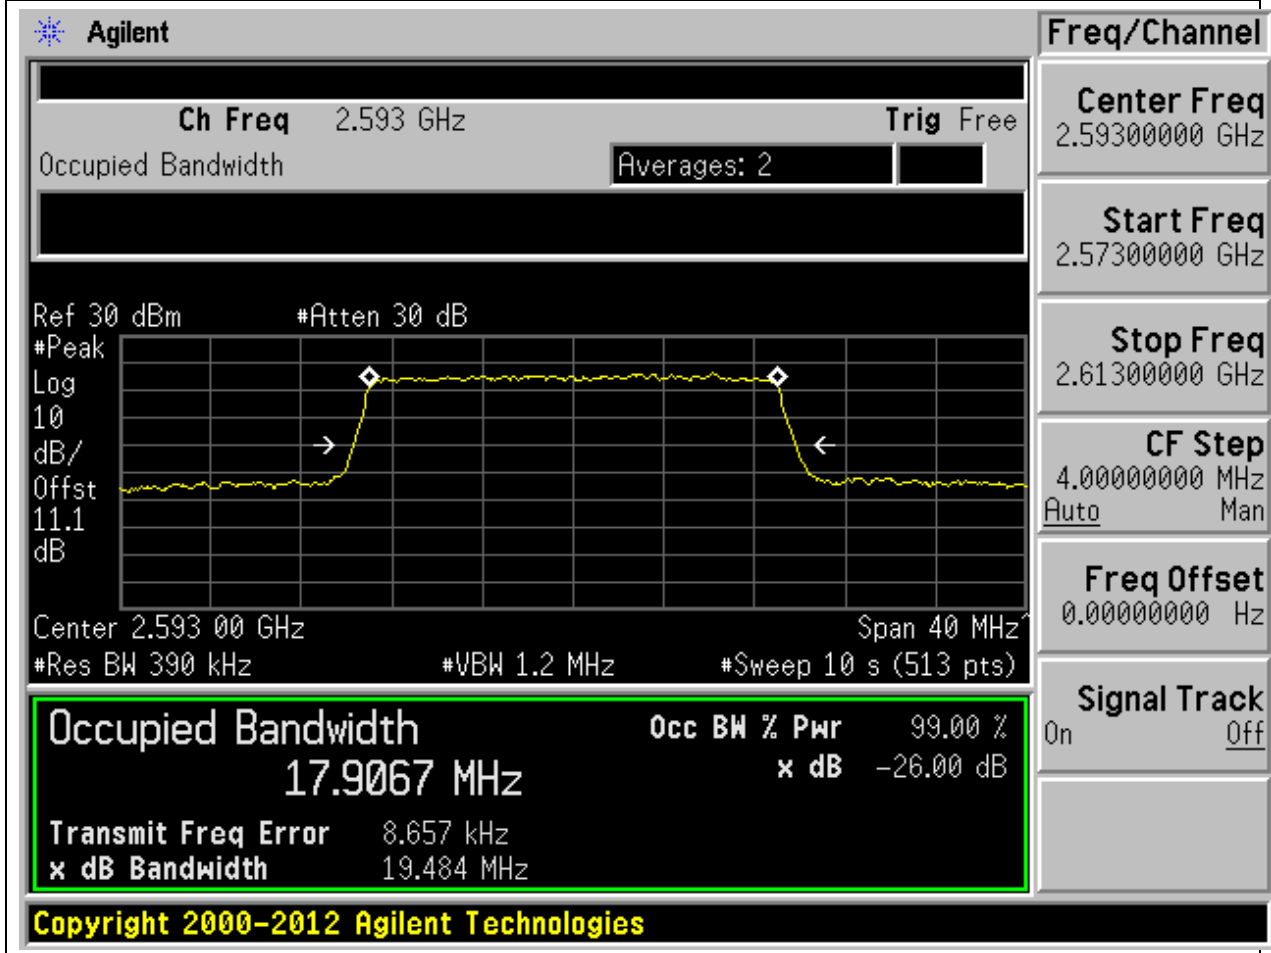 Agilent
Freq/Channel
Ch Freq 2.593 GHz Trig Free
Occupied Bandwidth Averages: 2
Ref 30 dBm #Atten 30 dB
#Peak
Log
10
dB/
Offst
11.1
dB
Center 2.593 00 GHz Span 40 MHz^
#Res BW 390 kHz #VBW 1.2 MHz #Sweep 10 s (513 pts)
Occupied Bandwidth
17.9067 MHz
Occ BW % Pwr 99.00 %
x dB -26.00 dB
Transmit Freq Error 8.657 kHz
x dB Bandwidth 19.484 MHz
Copyright 2000-2012 Agilent Technologies
Center Freq
2.59300000 GHz
Start Freq
2.57300000 GHz
Stop Freq
2.61300000 GHz
CF Step
4.00000000 MHz
Auto Man
Freq Offset
0.00000000 Hz
Signal Track
On Off